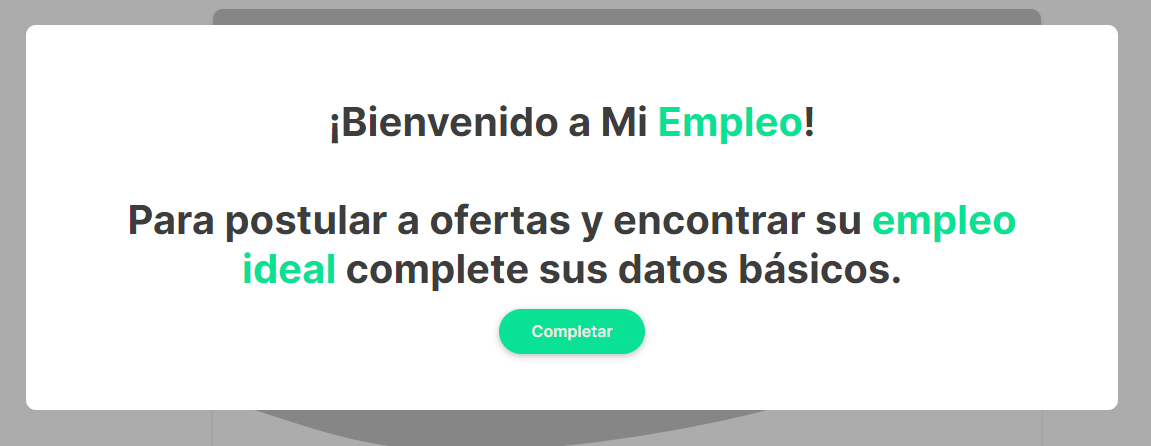 ¡Bienvenido a Mi Empleo!
Para postular a ofertas y encontrar su empleo
ideal complete sus datos básicos.
Completar